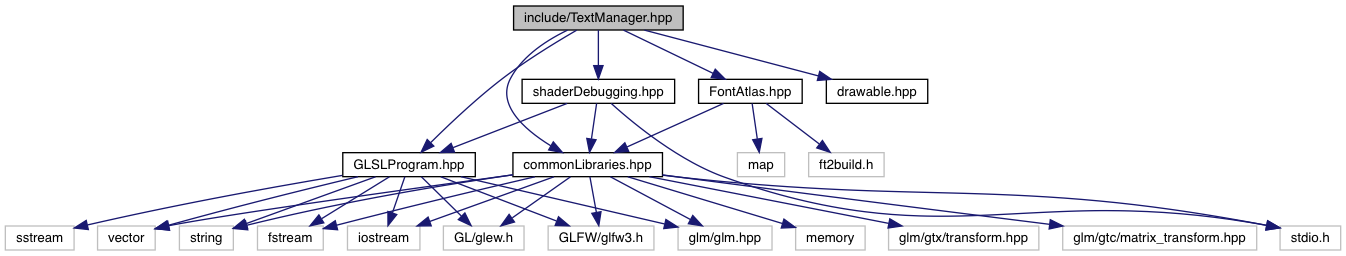 include/TextManager.hpp
shaderDebugging.hpp
FontAtlas.hpp
drawable.hpp
GLSLProgram.hpp
commonLibraries.hpp
map
ft2build.h
sstream
vector
string
fstream
iostream
GL/glew.h
GLFW/glfw3.h
glm/glm.hpp
memory
glm/gtx/transform.hpp
glm/gtc/matrix_transform.hpp
stdio.h